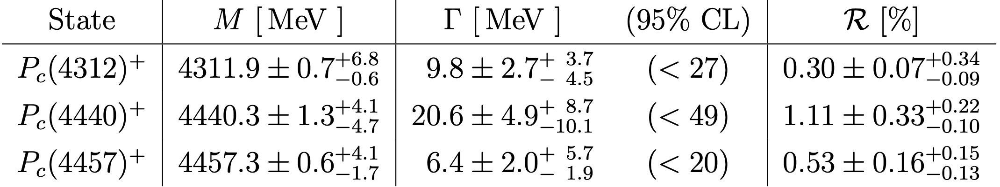 State M [ MeV ] Γ [ MeV ] (95% CL) ℛ [%]
P_c(4312)^+ 4311.9 ± 0.7^{+6.8}_{−0.6} 9.8 ± 2.7^{+ 3.7}_{− 4.5} (< 27) 0.30 ± 0.07^{+0.34}_{−0.09}
P_c(4440)^+ 4440.3 ± 1.3^{+4.1}_{−4.7} 20.6 ± 4.9^{+ 8.7}_{−10.1} (< 49) 1.11 ± 0.33^{+0.22}_{−0.10}
P_c(4457)^+ 4457.3 ± 0.6^{+4.1}_{−1.7} 6.4 ± 2.0^{+ 5.7}_{− 1.9} (< 20) 0.53 ± 0.16^{+0.15}_{−0.13}